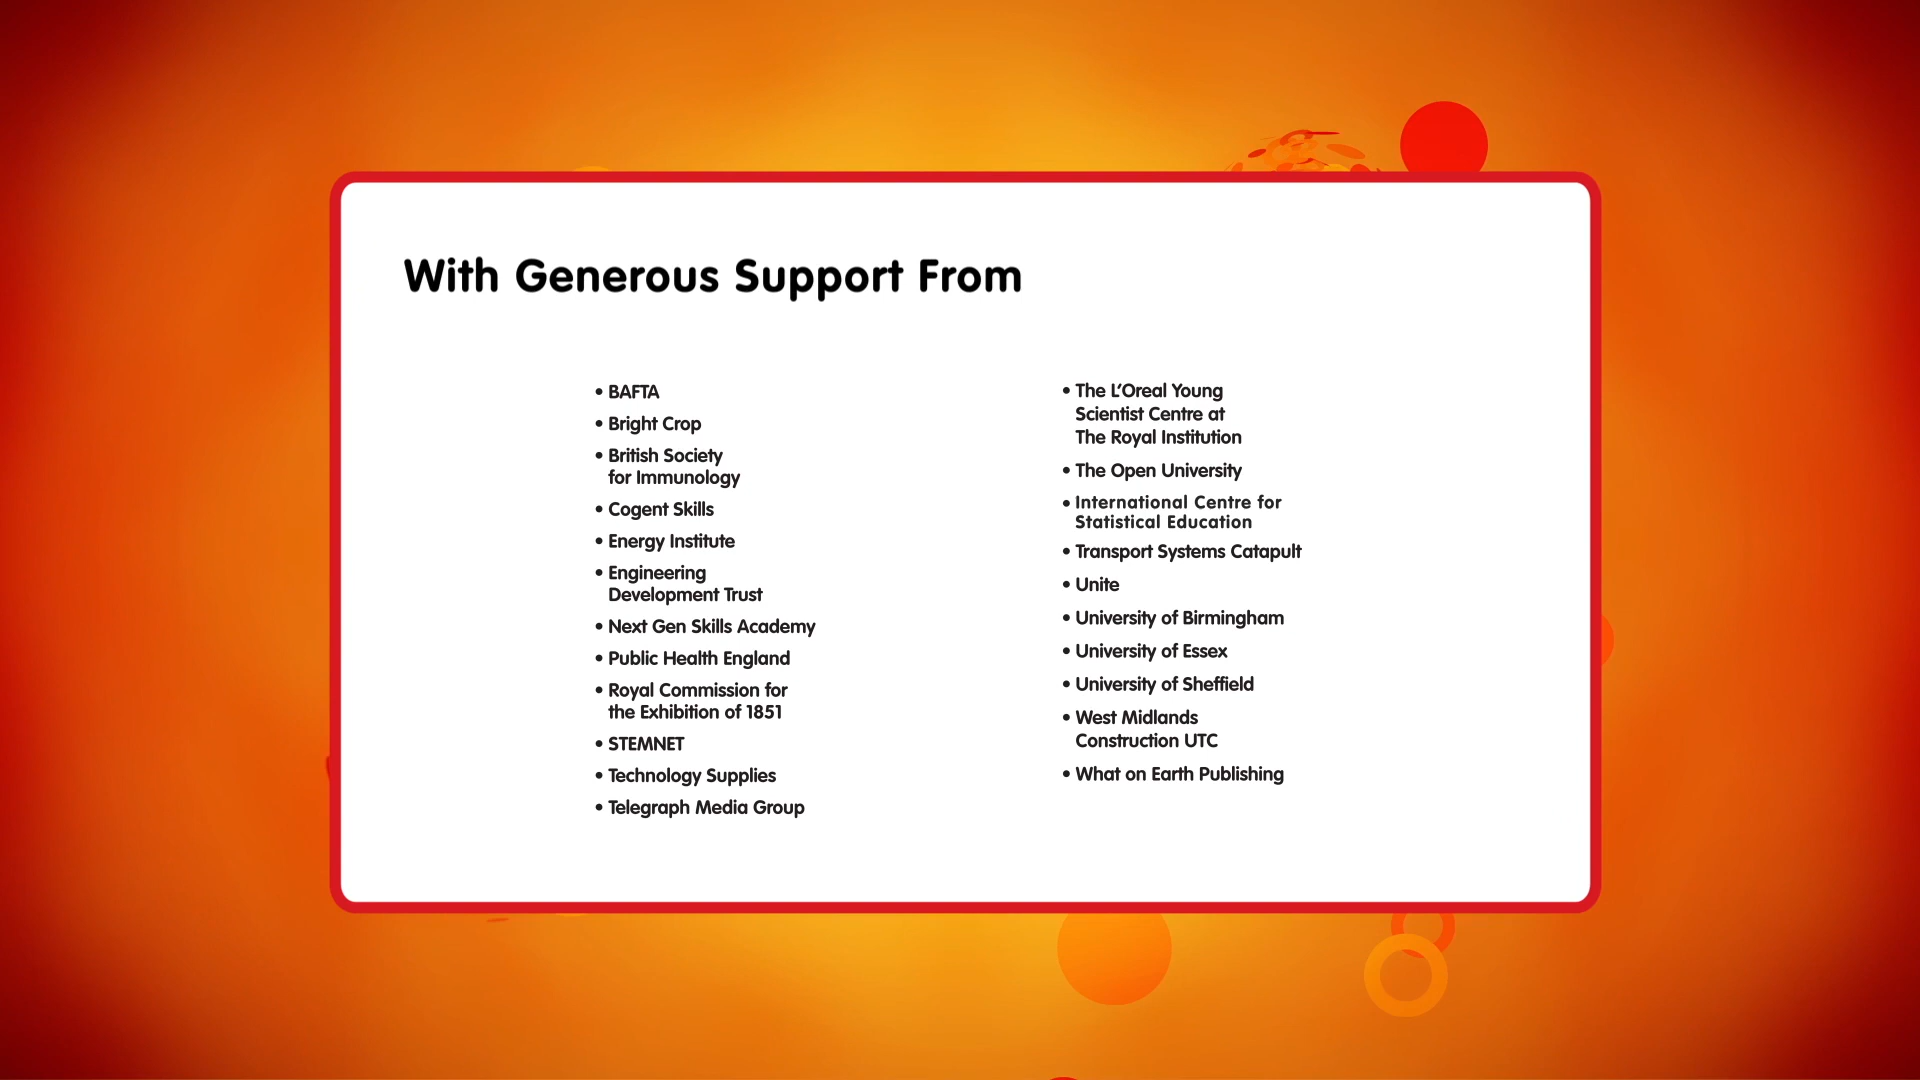 With Generous Support From
• BAFTA
• Bright Crop
• British Society
for Immunology
• Cogent Skills
• Energy Institute
• Engineering
Development Trust
• Next Gen Skills Academy
• Public Health England
• Royal Commission for
the Exhibition of 1851
• STEMNET
• Technology Supplies
• Telegraph Media Group
• The L’Oreal Young
Scientist Centre at
The Royal Institution
• The Open University
• International Centre for
Statistical Education
• Transport Systems Catapult
• Unite
• University of Birmingham
• University of Essex
• University of Sheffield
• West Midlands
Construction UTC
• What on Earth Publishing